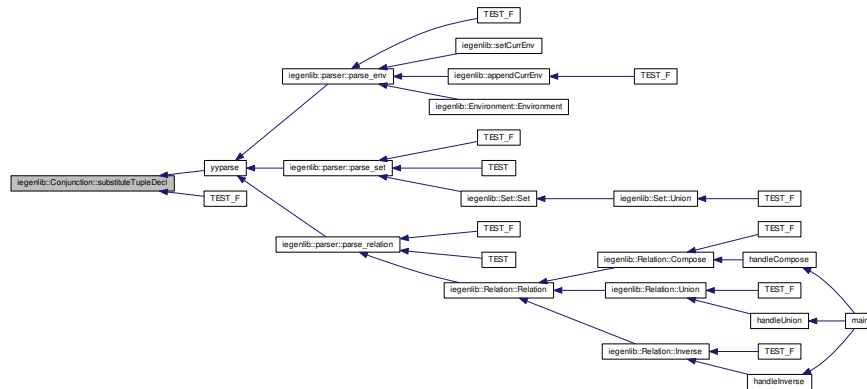 TEST_F
iegenlib::setCurrEnv
iegenlib::parser::parse_env
iegenlib::appendCurrEnv
TEST_F
iegenlib::Environment::Environment
TEST_F
yyparse
iegenlib::parser::parse_set
TEST
iegenlib::Conjunction::substituteTupleDecl
TEST_F
iegenlib::Set::Set
iegenlib::Set::Union
TEST_F
TEST_F
TEST_F
iegenlib::parser::parse_relation
TEST
iegenlib::Relation::Compose
handleCompose
iegenlib::Relation::Relation
iegenlib::Relation::Union
TEST_F
handleUnion
main
iegenlib::Relation::Inverse
TEST_F
handleInverse